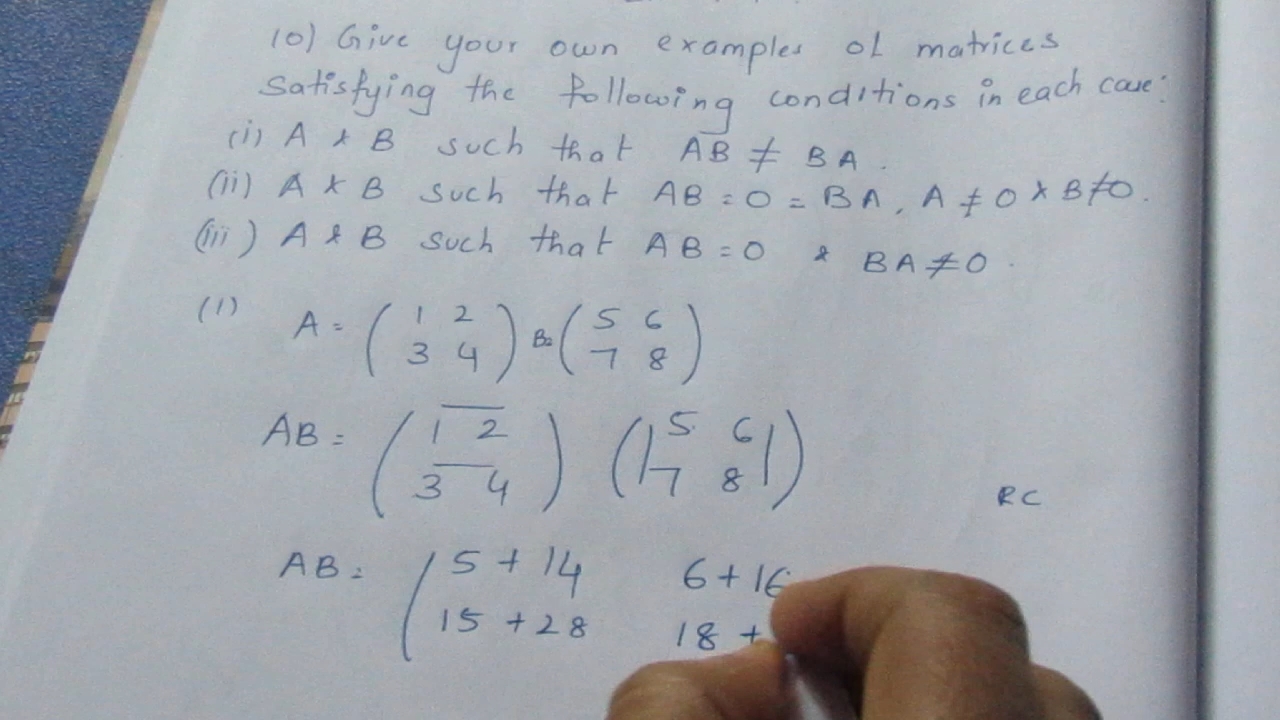 10) Give your own examples of matrices
satisfying the following conditions in each case:
(i) A & B such that AB ≠ BA.
(ii) A & B such that AB = 0 = BA, A ≠ 0 & B ≠ 0.
(iii) A & B such that AB = 0 & BA ≠ 0.
(1) A = ( 1 2 ) B = ( 5 6 )
3 4 7 8
AB = ( 1 2 ) ( 5 6 )
3 4 7 8
RC
AB = ( 5 + 14 6 + 16
15 + 28 18 +